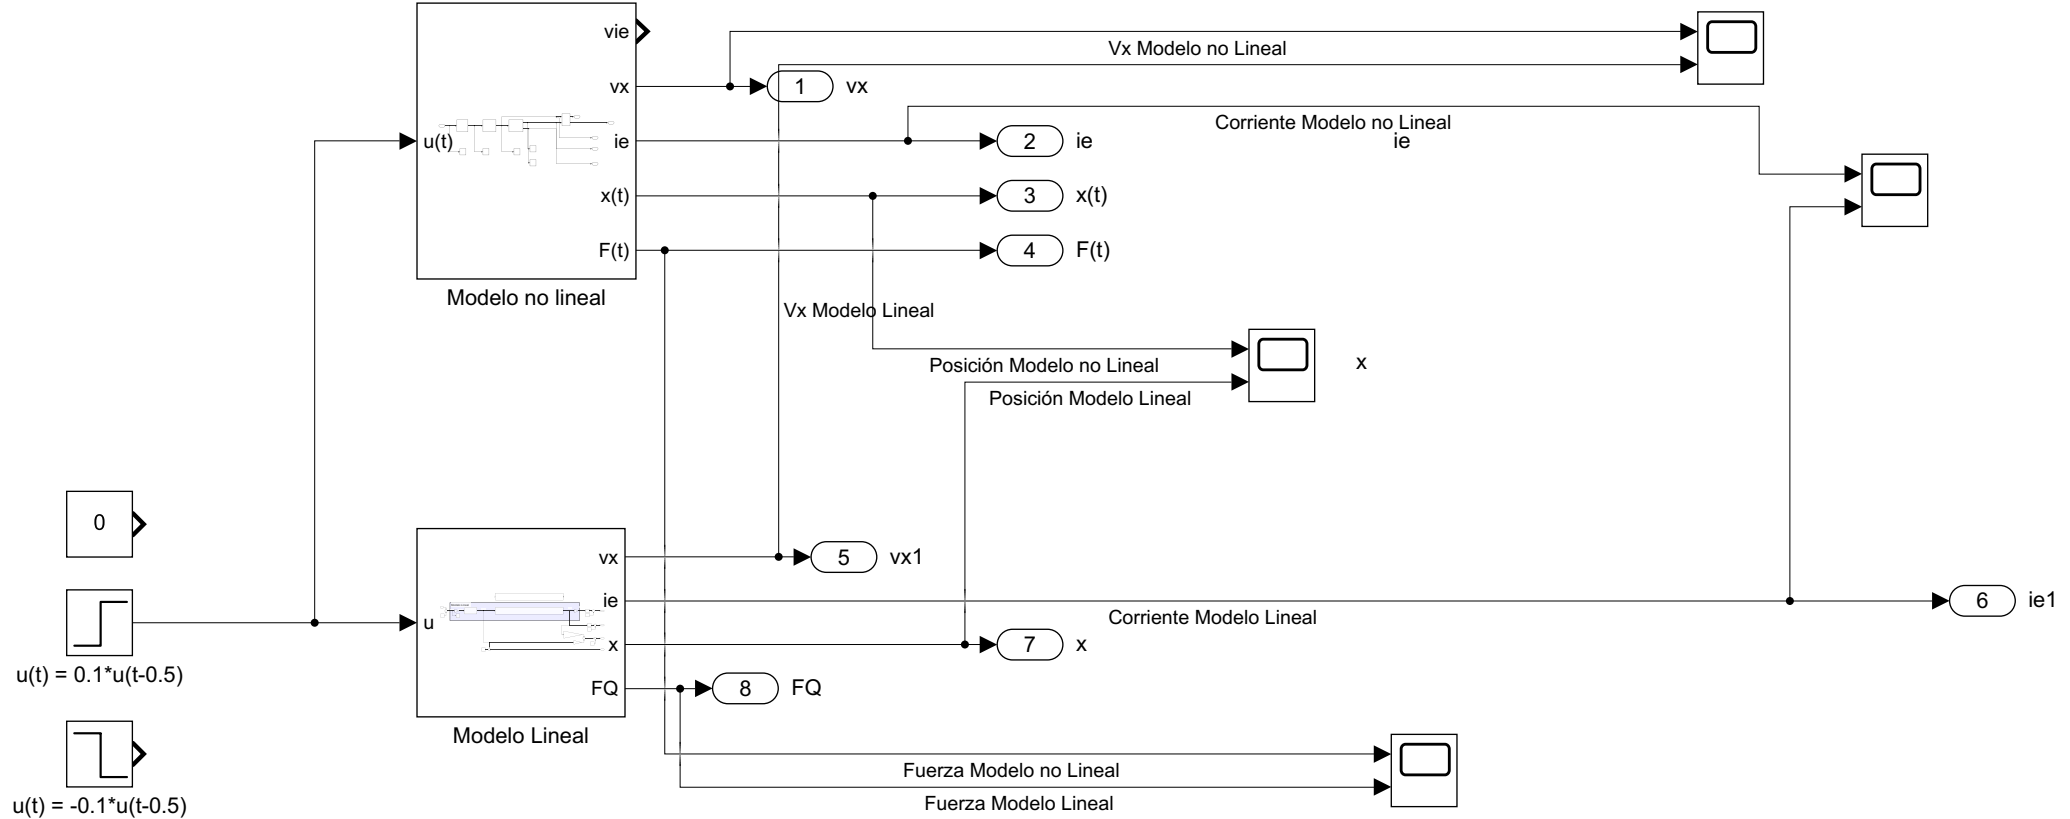 vie
Vx Modelo no Lineal
vx
1
vx
Corriente Modelo no Lineal
u(t)
ie
2
ie
ie
x(t)
3
x(t)
F(t)
4
F(t)
Modelo no lineal
Vx Modelo Lineal
Posición Modelo no Lineal
x
Posición Modelo Lineal
0
vx
5
vx1
ie
6
ie1
Corriente Modelo Lineal
u
x
7
x
u(t) = 0.1*u(t-0.5)
FQ
8
FQ
Modelo Lineal
Fuerza Modelo no Lineal
Fuerza Modelo Lineal
u(t) = -0.1*u(t-0.5)